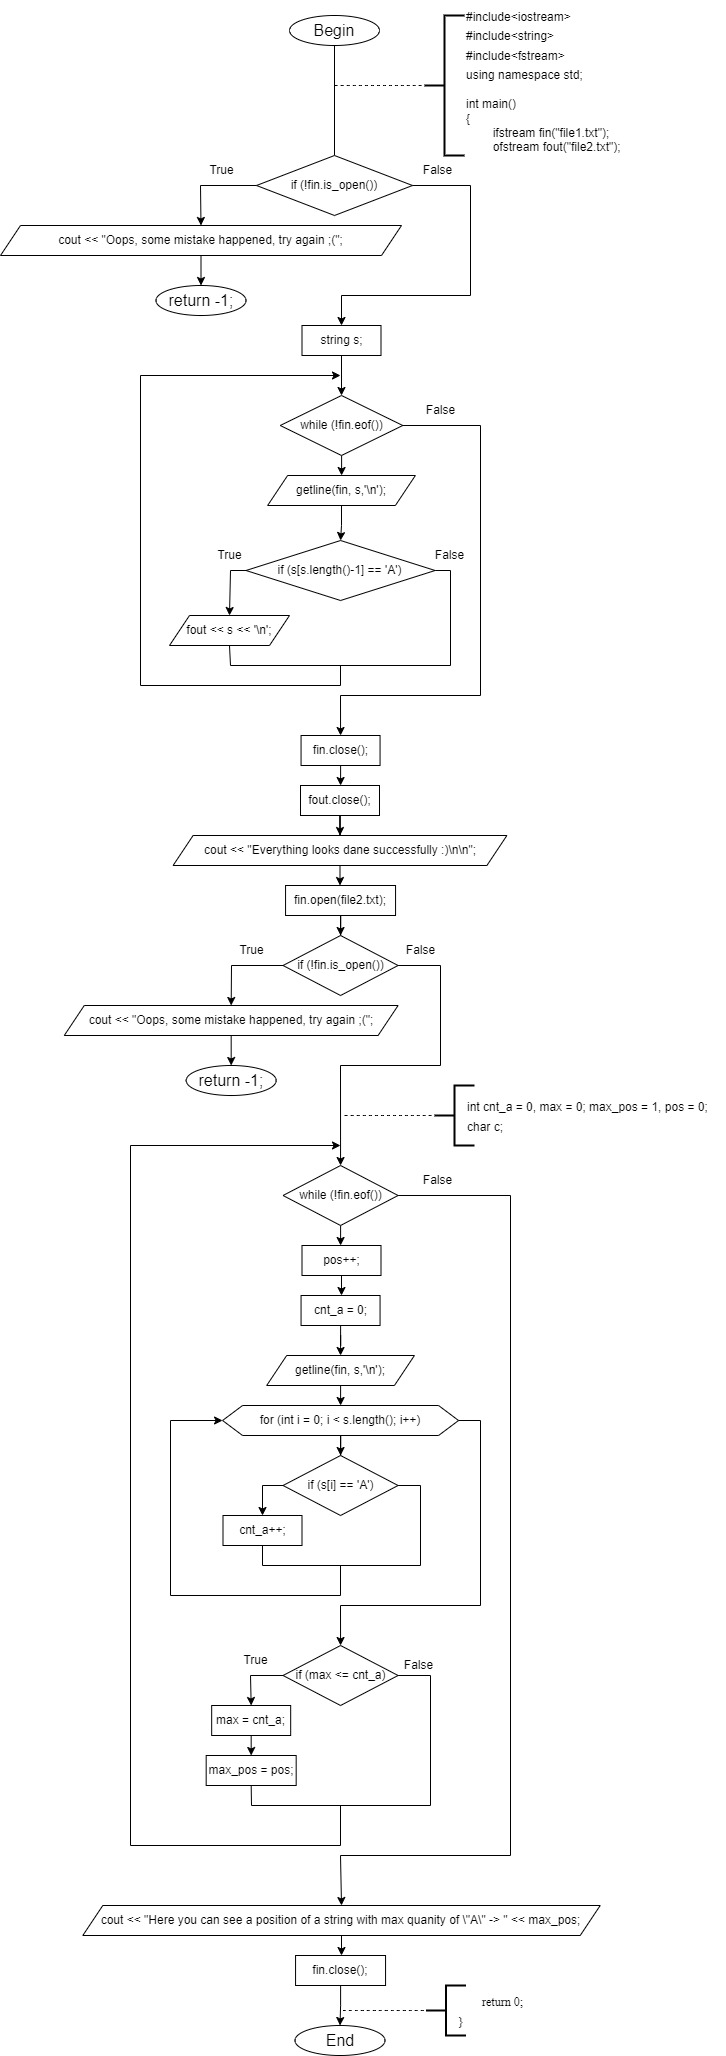 Begin
#include<iostream>
#include<string>
#include<fstream>
using namespace std;
int main()
{
ifstream fin("file1.txt");
ofstream fout("file2.txt");
True
False
if (!fin.is_open())
cout << "Oops, some mistake happened, try again ;(";
return -1;
string s;
False
while (!fin.eof())
getline(fin, s,'\n');
True
False
if (s[s.length()-1] == 'A')
fout << s << '\n';
fin.close();
fout.close();
cout << "Everything looks dane successfully :)\n\n";
fin.open(file2.txt);
True
False
if (!fin.is_open())
cout << "Oops, some mistake happened, try again ;(";
return -1;
int cnt_a = 0, max = 0; max_pos = 1, pos = 0;
char c;
False
while (!fin.eof())
pos++;
cnt_a = 0;
getline(fin, s,'\n');
for (int i = 0; i < s.length(); i++)
if (s[i] == 'A')
cnt_a++;
True
False
if (max <= cnt_a)
max = cnt_a;
max_pos = pos;
cout << "Here you can see a position of a string with max quanity of \"A\" -> " << max_pos;
fin.close();
return 0;
}
End